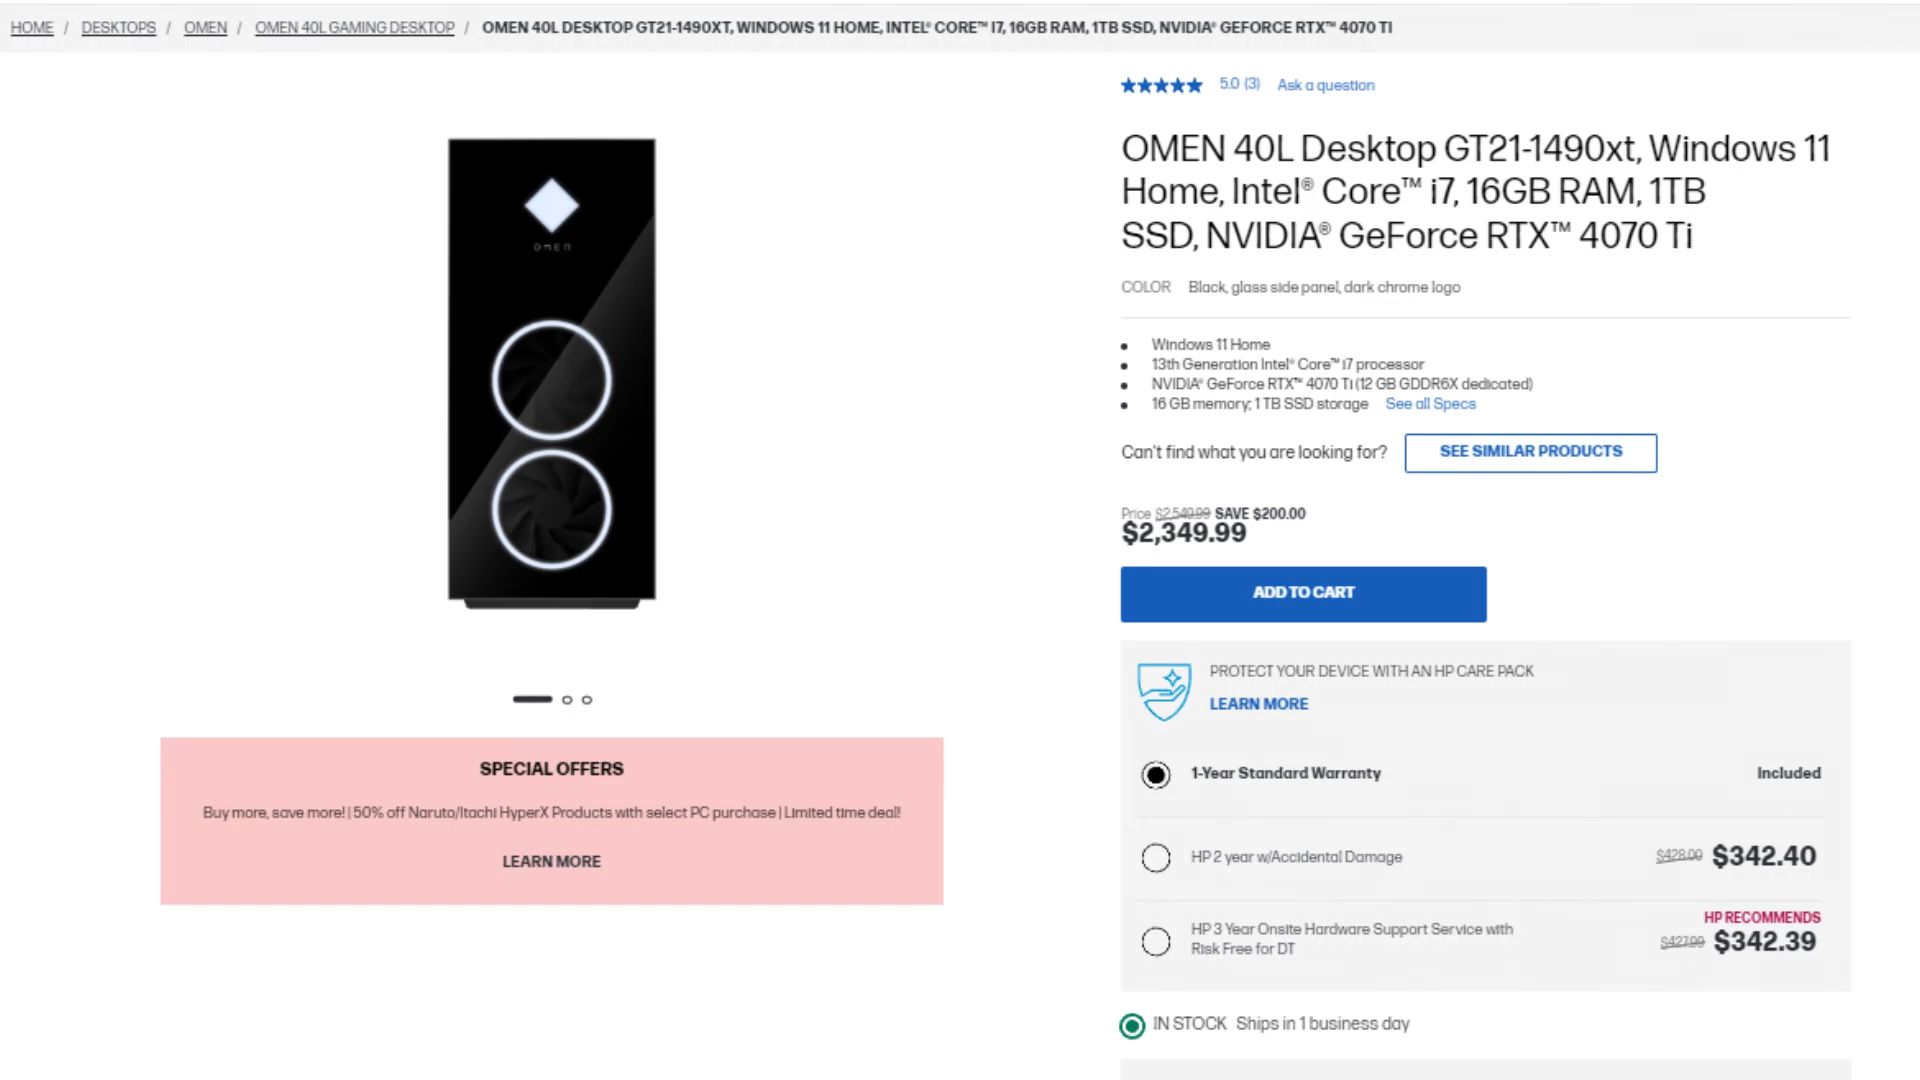 HOME / DESKTOPS / OMEN / OMEN 40L GAMING DESKTOP / OMEN 40L DESKTOP GT21-1490XT, WINDOWS 11 HOME, INTEL® CORE™ I7, 16GB RAM, 1TB SSD, NVIDIA® GEFORCE RTX™ 4070 TI
OMEN
SPECIAL OFFERS
Buy more, save more! | 50% off Naruto/Itachi HyperX Products with select PC purchase | Limited time deal!
LEARN MORE
5.0 (3) Ask a question
OMEN 40L Desktop GT21-1490xt, Windows 11
Home, Intel® Core™ i7, 16GB RAM, 1TB
SSD, NVIDIA® GeForce RTX™ 4070 Ti
COLOR Black, glass side panel, dark chrome logo
Windows 11 Home
13th Generation Intel® Core™ i7 processor
NVIDIA® GeForce RTX™ 4070 Ti (12 GB GDDR6X dedicated)
16 GB memory; 1 TB SSD storage See all Specs
Can't find what you are looking for? SEE SIMILAR PRODUCTS
Price $2,549.99 SAVE $200.00
$2,349.99
ADD TO CART
PROTECT YOUR DEVICE WITH AN HP CARE PACK
LEARN MORE
1-Year Standard Warranty Included
HP 2 year w/Accidental Damage $428.00 $342.40
HP RECOMMENDS
HP 3 Year Onsite Hardware Support Service with
Risk Free for DT $427.99 $342.39
IN STOCK Ships in 1 business day